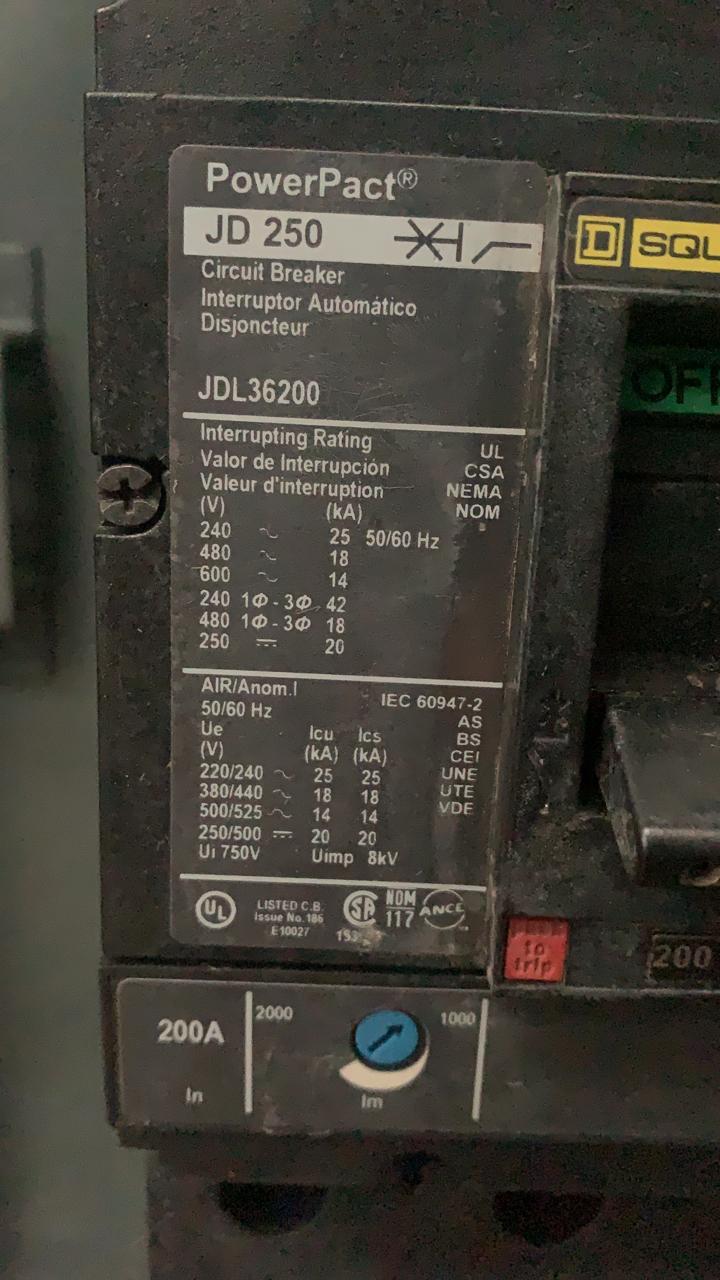 PowerPact®
JD 250
Circuit Breaker
Interruptor Automático
Disjoncteur
JDL36200
Interrupting Rating
Valor de Interrupción
Valeur d'interruption
UL
CSA
NEMA
NOM
(V) (kA)
240 ~ 25 50/60 Hz
480 ~ 18
600 ~ 14
240 1Φ - 3Φ 42
480 1Φ - 3Φ 18
250 ⎓ 20
AIR/Anom.I
50/60 Hz
IEC 60947-2
AS
BS
CEI
UNE
UTE
VDE
Ue Icu Ics
(V) (kA) (kA)
220/240 ~ 25 25
380/440 ~ 18 18
500/525 ~ 14 14
250/500 ⎓ 20 20
Ui 750V Uimp 8kV
UL
LISTED C.B.
Issue No.186
E10027
SA
NOM
117
ANCE
SQU
OFF
to
trip
200
200A
In
2000
1000
Im